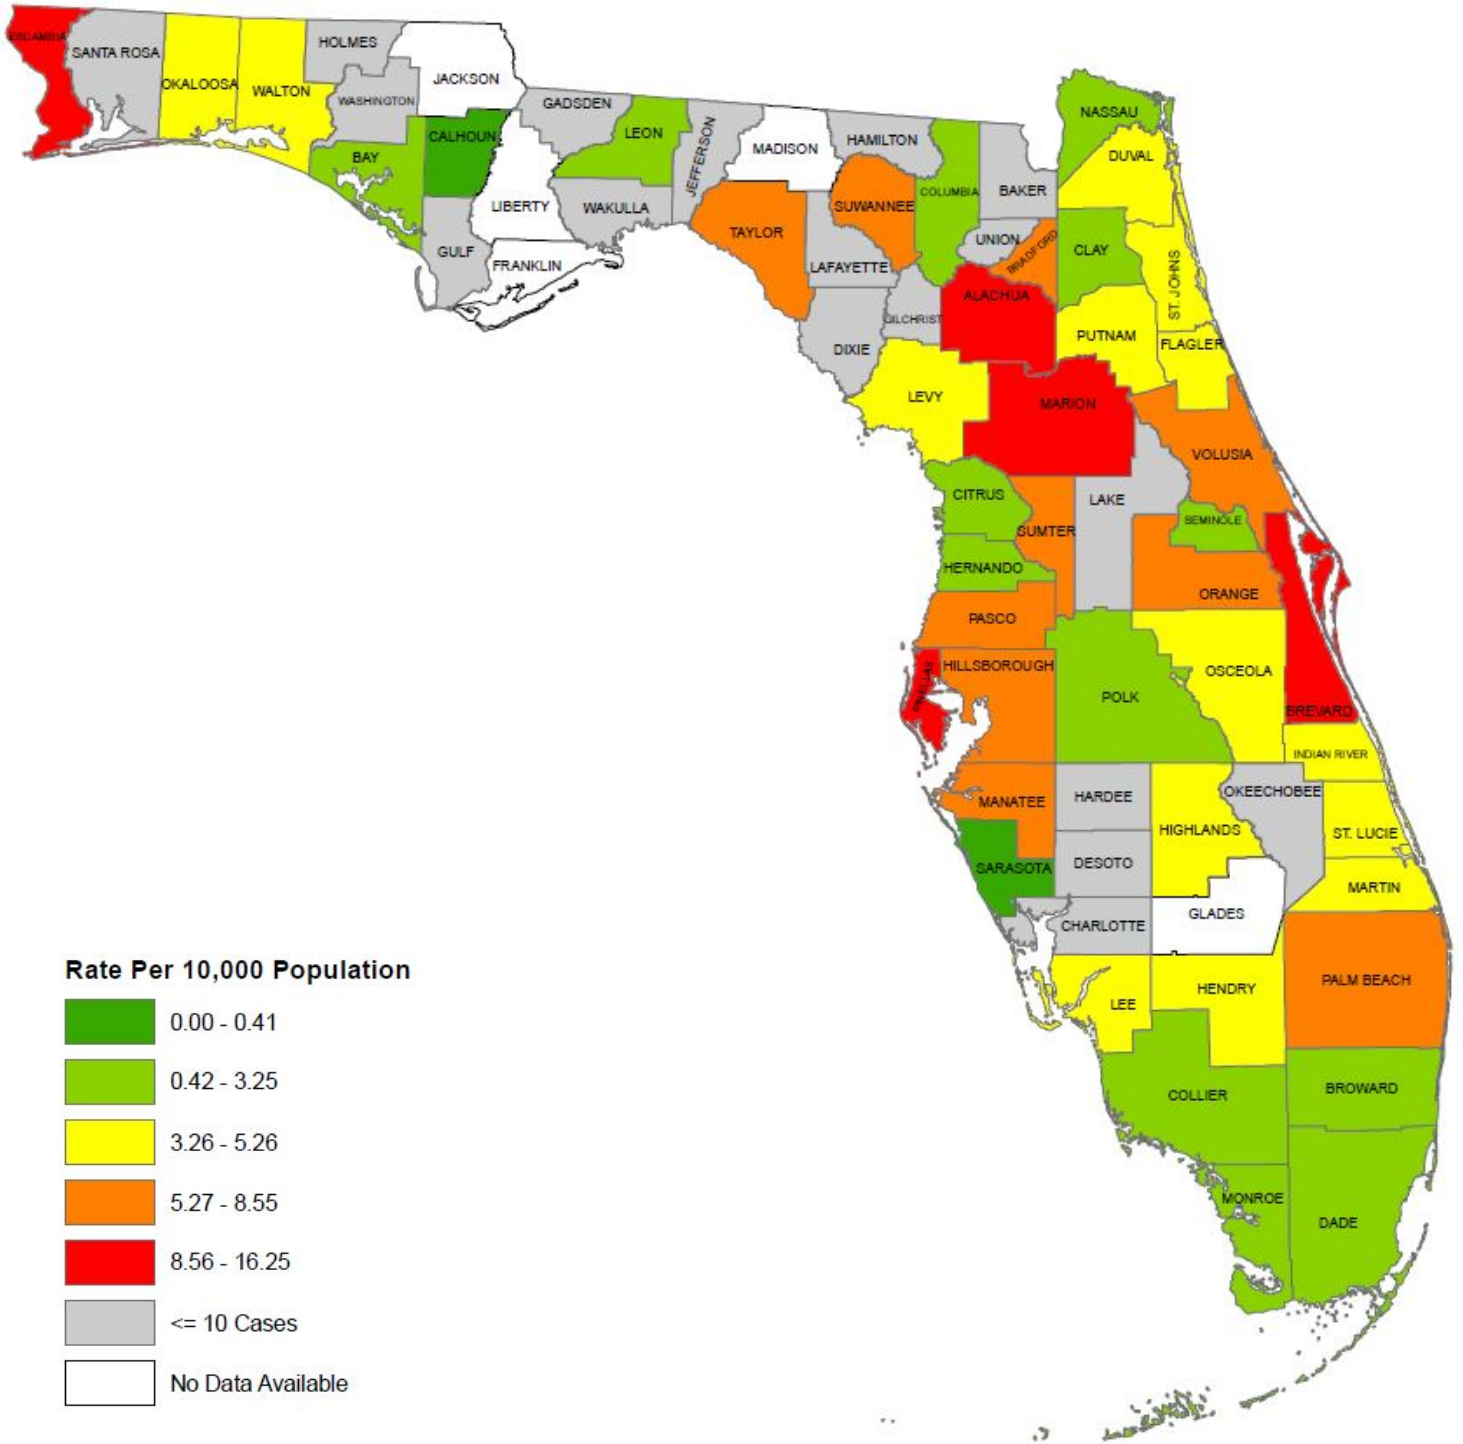 ESCAMBIA
SANTA ROSA
OKALOOSA
WALTON
HOLMES
WASHINGTON
JACKSON
BAY
CALHOUN
GULF
LIBERTY
FRANKLIN
GADSDEN
LEON
WAKULLA
JEFFERSON
MADISON
TAYLOR
HAMILTON
SUWANNEE
LAFAYETTE
DIXIE
COLUMBIA
GILCHRIST
BAKER
UNION
BRADFORD
ALACHUA
NASSAU
DUVAL
CLAY
ST. JOHNS
PUTNAM
FLAGLER
LEVY
MARION
VOLUSIA
CITRUS
SUMTER
LAKE
SEMINOLE
HERNANDO
ORANGE
PASCO
PINELLAS
HILLSBOROUGH
POLK
OSCEOLA
BREVARD
INDIAN RIVER
MANATEE
HARDEE
HIGHLANDS
OKEECHOBEE
ST. LUCIE
SARASOTA
DESOTO
MARTIN
CHARLOTTE
GLADES
LEE
HENDRY
PALM BEACH
COLLIER
BROWARD
MONROE
DADE
Rate Per 10,000 Population
0.00 - 0.41
0.42 - 3.25
3.26 - 5.26
5.27 - 8.55
8.56 - 16.25
<= 10 Cases
No Data Available